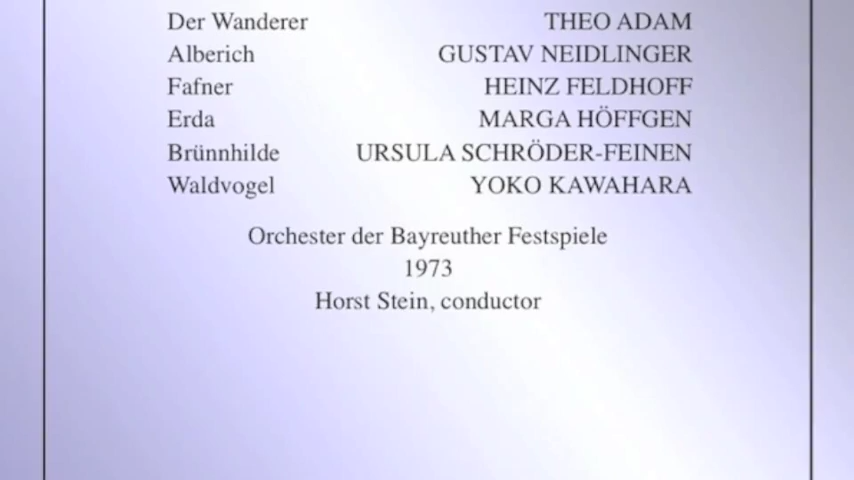 Der Wanderer THEO ADAM
Alberich GUSTAV NEIDLINGER
Fafner HEINZ FELDHOFF
Erda MARGA HÖFFGEN
Brünnhilde URSULA SCHRÖDER-FEINEN
Waldvogel YOKO KAWAHARA
Orchester der Bayreuther Festspiele
1973
Horst Stein, conductor